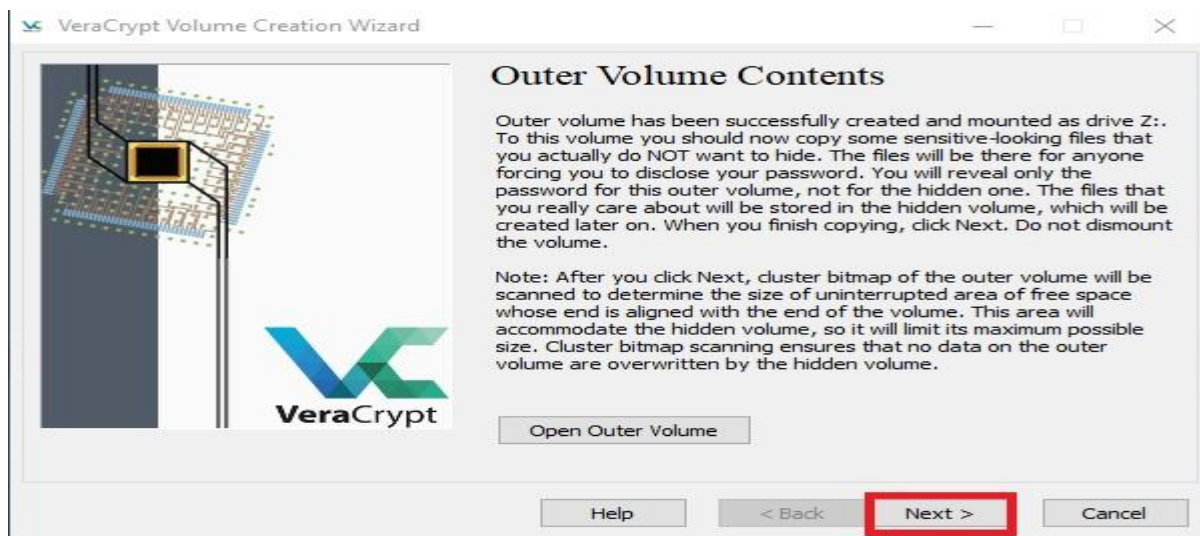 VeraCrypt Volume Creation Wizard
Outer Volume Contents
Outer volume has been successfully created and mounted as drive Z:.
To this volume you should now copy some sensitive-looking files that
you actually do NOT want to hide. The files will be there for anyone
forcing you to disclose your password. You will reveal only the
password for this outer volume, not for the hidden one. The files that
you really care about will be stored in the hidden volume, which will be
created later on. When you finish copying, click Next. Do not dismount
the volume.
Note: After you click Next, cluster bitmap of the outer volume will be
scanned to determine the size of uninterrupted area of free space
whose end is aligned with the end of the volume. This area will
accommodate the hidden volume, so it will limit its maximum possible
size. Cluster bitmap scanning ensures that no data on the outer
volume are overwritten by the hidden volume.
VeraCrypt
Open Outer Volume
Help < Back Next > Cancel